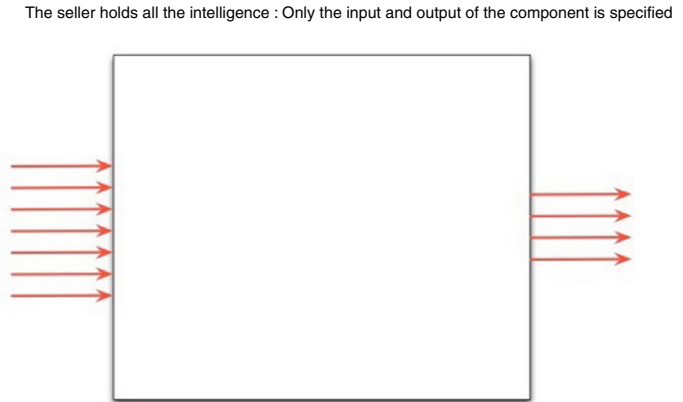 The seller holds all the intelligence : Only the input and output of the component is specified